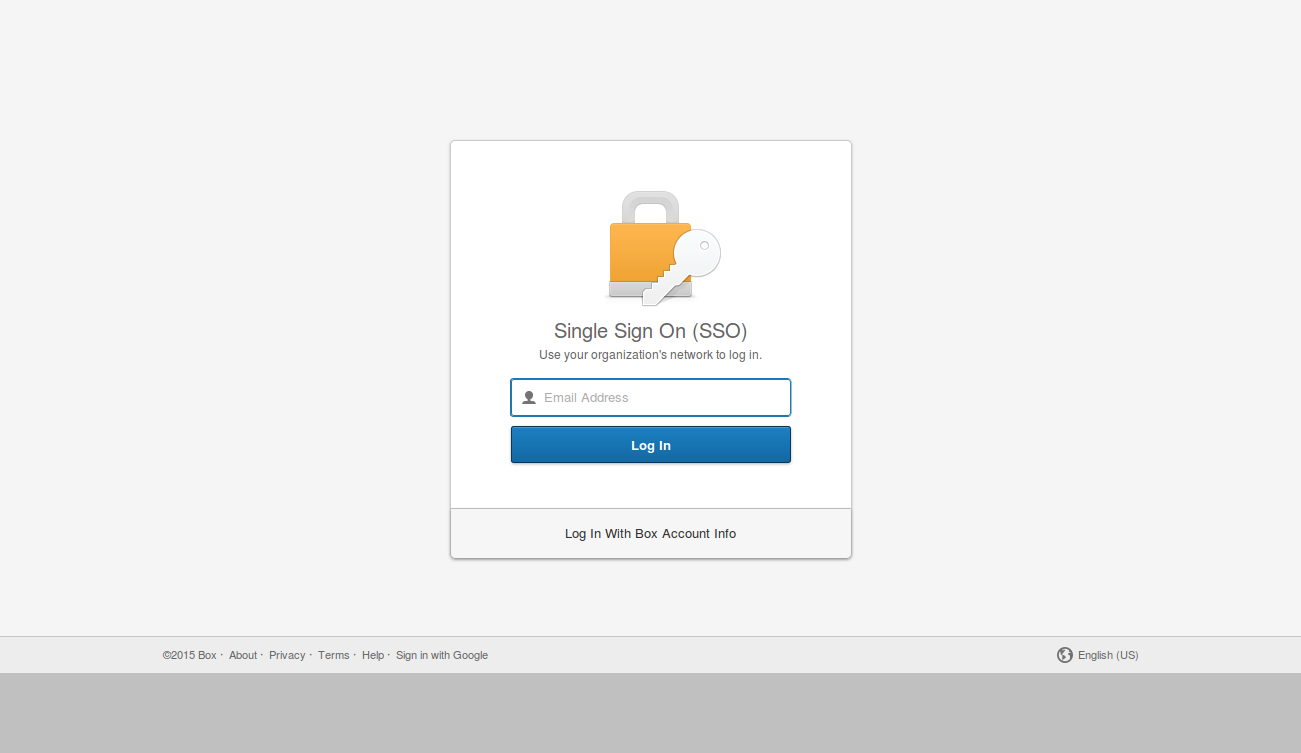 Single Sign On (SSO)
Use your organization's network to log in.
Email Address
Log In
Log In With Box Account Info
©2015 Box · About · Privacy · Terms · Help · Sign in with Google
English (US)